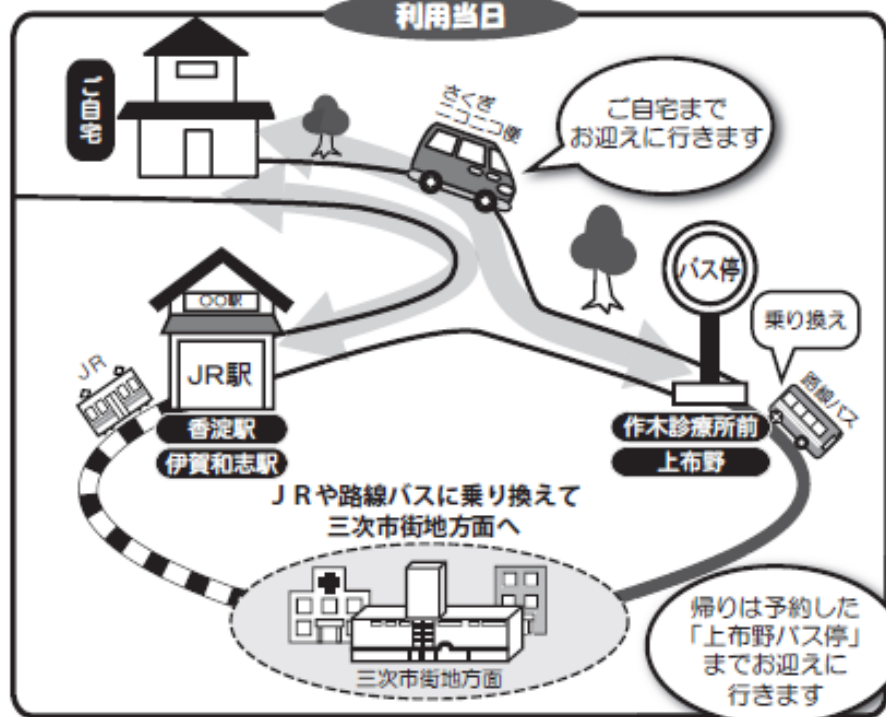 利用当日
ご自宅
さくぎ
ニコニコ便
ご自宅まで
お迎えに行きます
バス停
乗り換え
〇〇駅
JR駅
JR
路線バス
香淀駅
伊賀和志駅
作木診療所前
上布野
JRや路線バスに乗り換えて
三次市街地方面へ
三次市街地方面
帰りは予約した
「上布野バス停」
までお迎えに
行きます